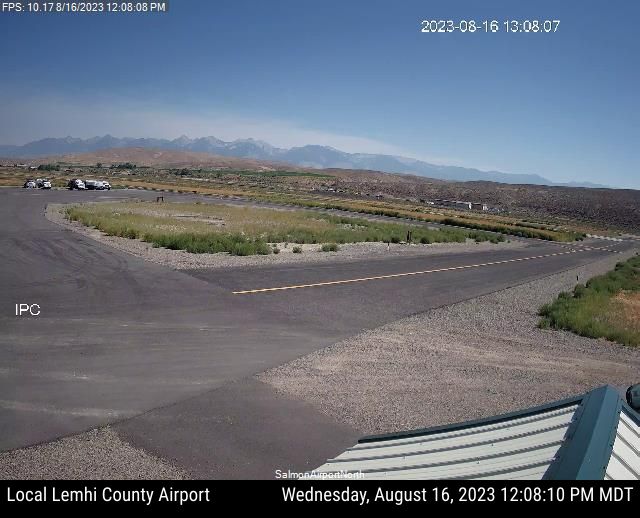 FPS: 10.17 8/16/2023 12:08:08 PM
2023-08-16 13:08:07
IPC
SalmonAirportNorth
Local Lemhi County Airport Wednesday, August 16, 2023 12:08:10 PM MDT